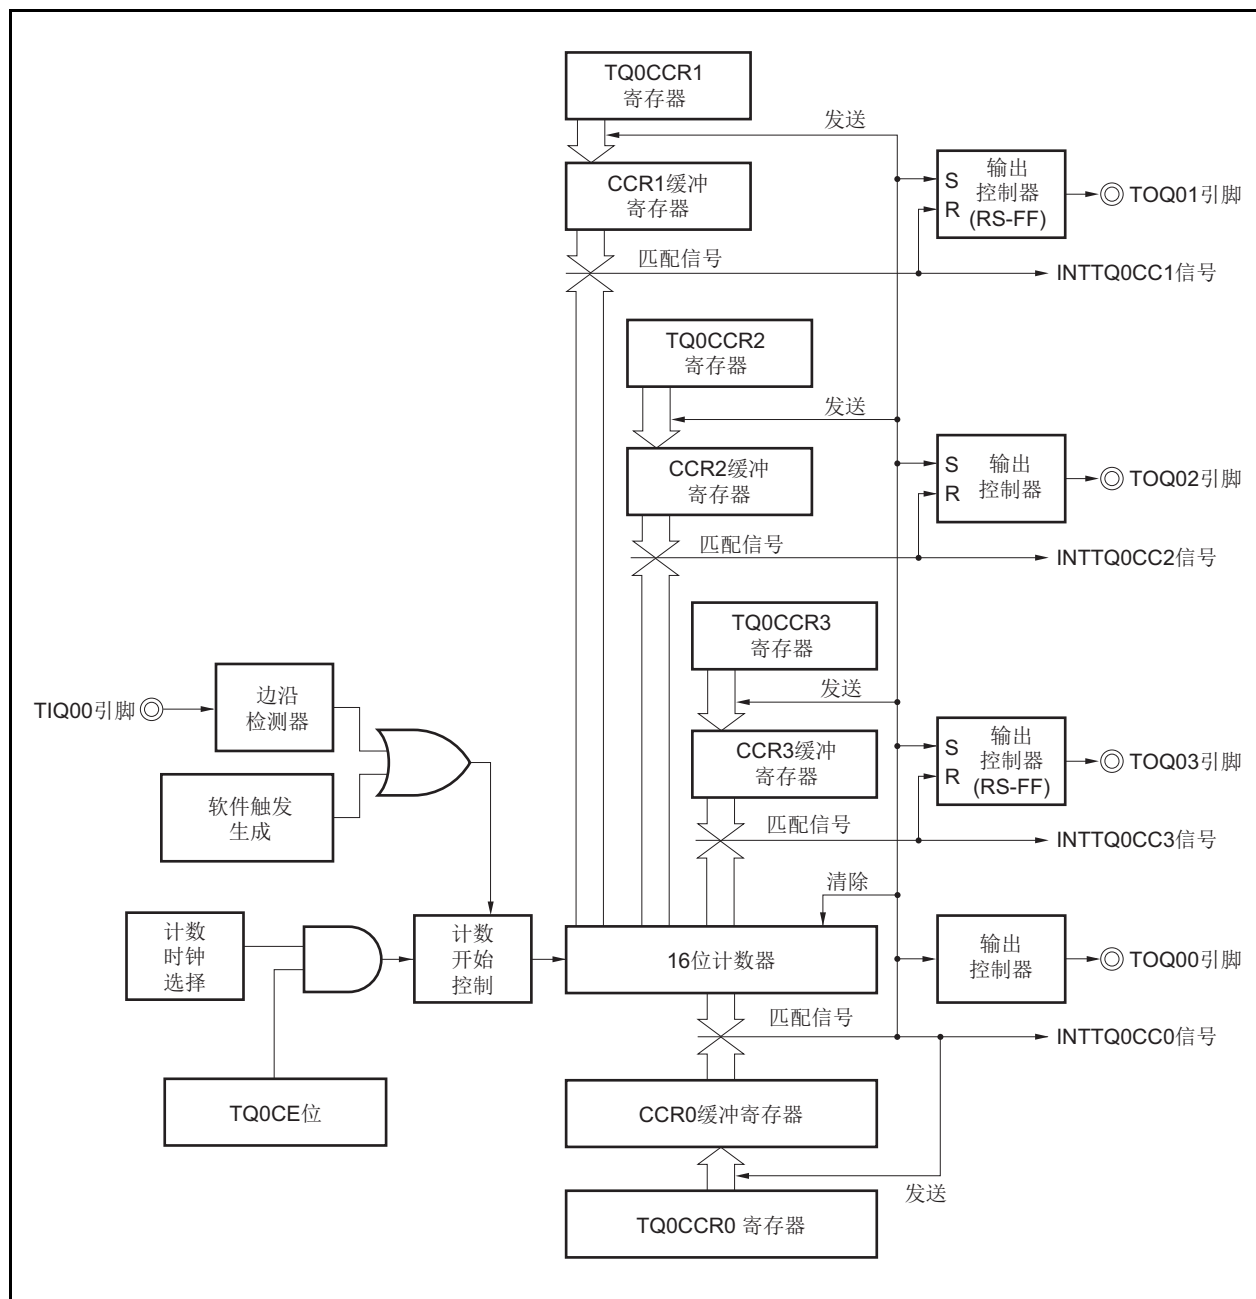 TQ0CCR1
寄存器
发送
CCR1缓冲
寄存器
S
R
输出
控制器
(RS-FF)
TOQ01引脚
匹配信号
INTTQ0CC1信号
TQ0CCR2
寄存器
发送
CCR2缓冲
寄存器
S
R
输出
控制器
TOQ02引脚
匹配信号
INTTQ0CC2信号
TQ0CCR3
寄存器
发送
CCR3缓冲
寄存器
S
R
输出
控制器
(RS-FF)
TOQ03引脚
匹配信号
INTTQ0CC3信号
TIQ00引脚
边沿
检测器
软件触发
生成
清除
计数
时钟
选择
计数
开始
控制
16位计数器
输出
控制器
TOQ00引脚
匹配信号
INTTQ0CC0信号
TQ0CE位
CCR0缓冲寄存器
发送
TQ0CCR0 寄存器